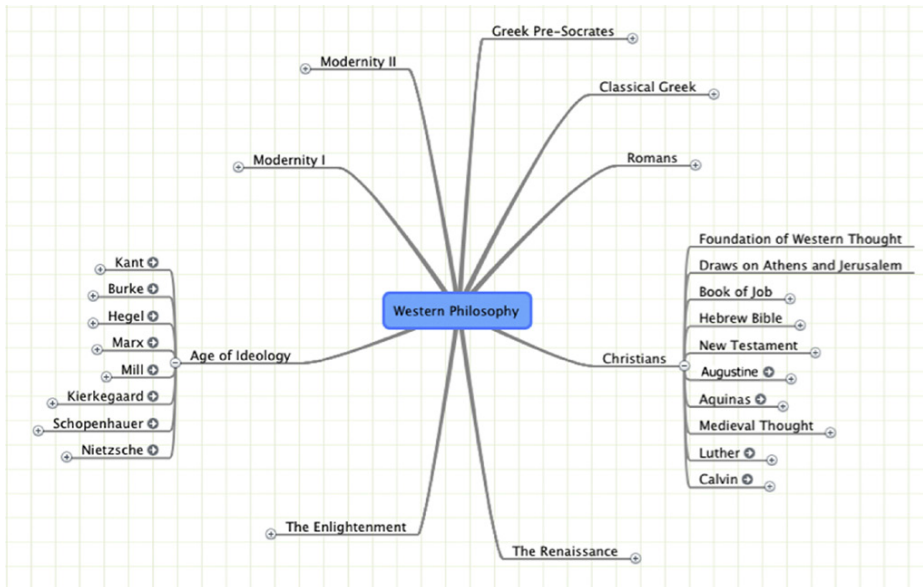 Greek Pre-Socrates
Modernity II
Classical Greek
Modernity I
Romans
Foundation of Western Thought
Draws on Athens and Jerusalem
Book of Job
Hebrew Bible
New Testament
Augustine
Aquinas
Medieval Thought
Luther
Calvin
Christians
Western Philosophy
Age of Ideology
Kant
Burke
Hegel
Marx
Mill
Kierkegaard
Schopenhauer
Nietzsche
The Enlightenment
The Renaissance